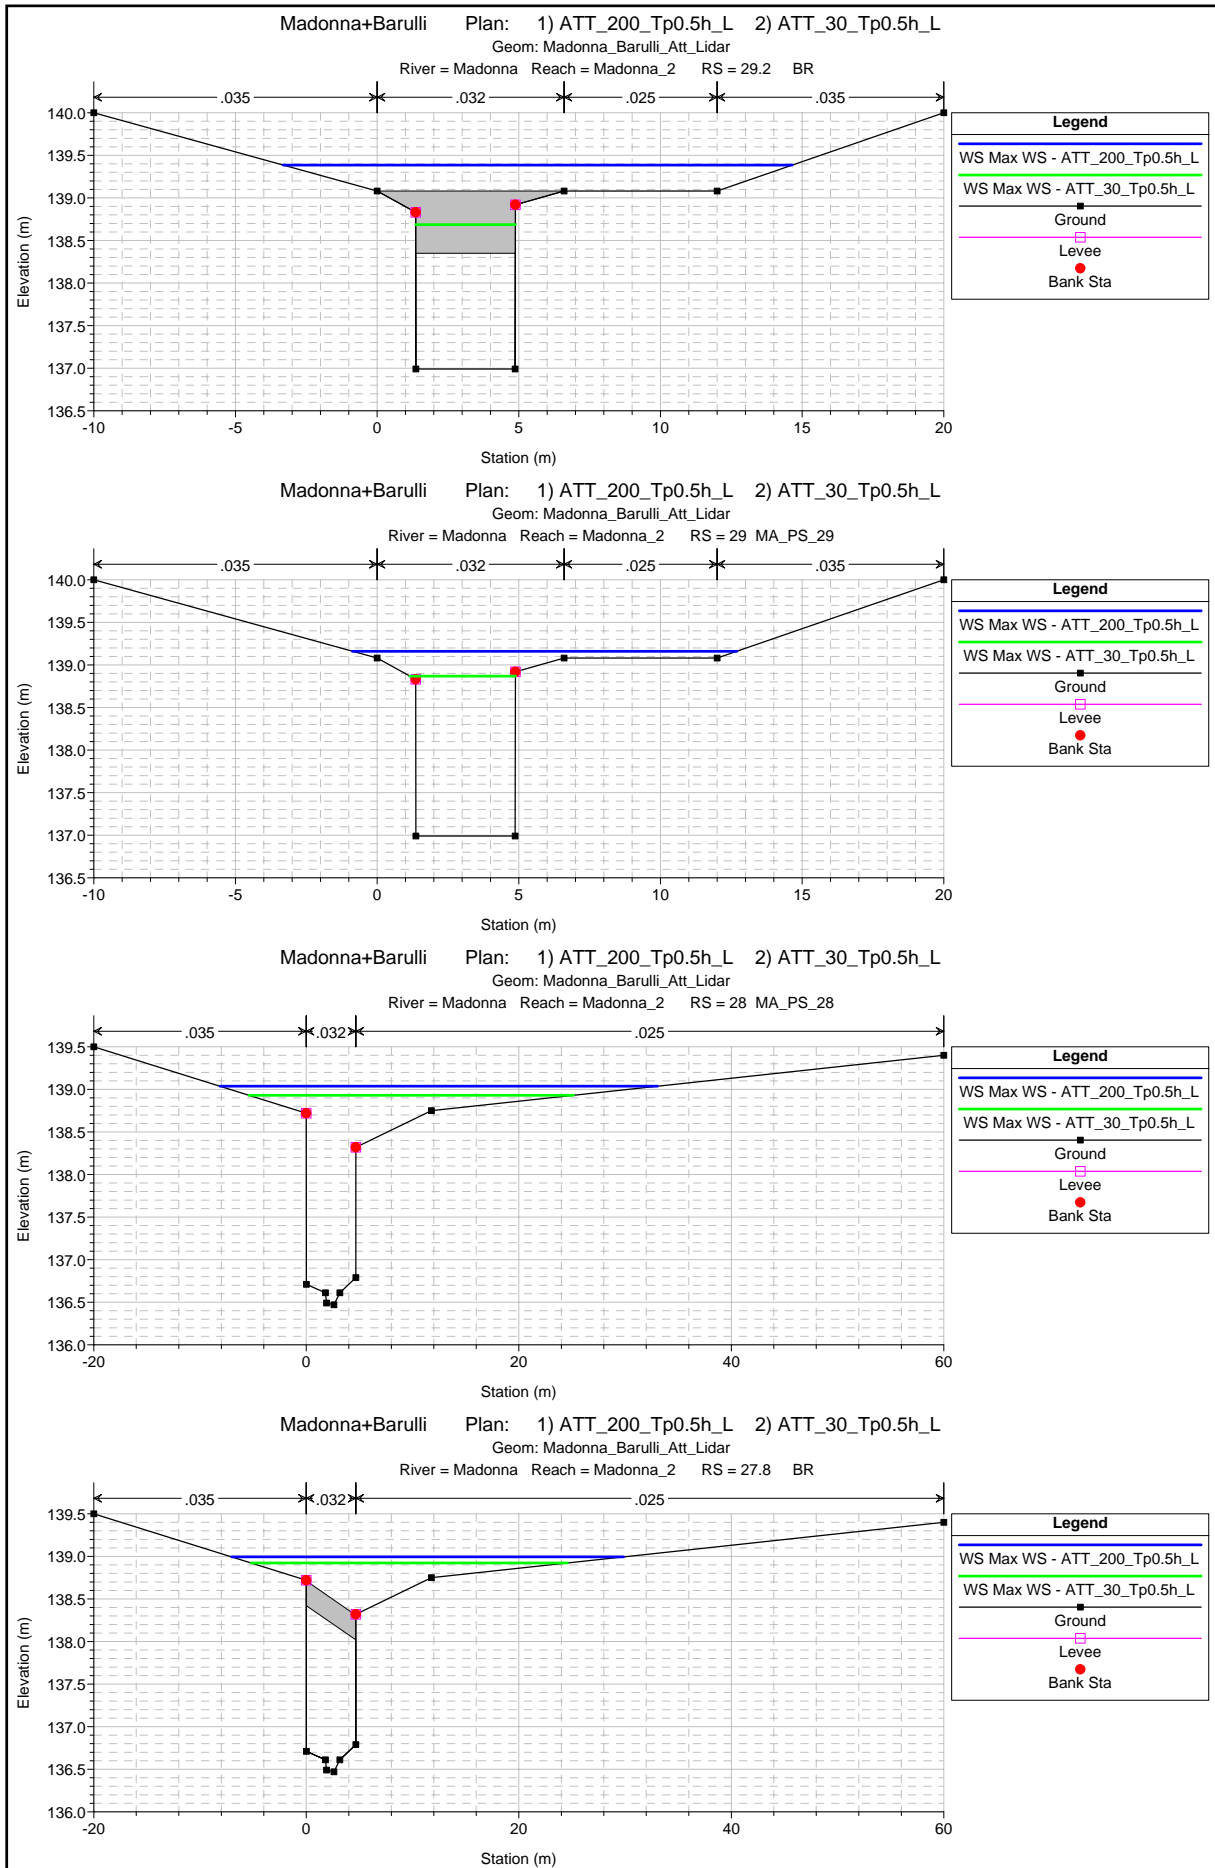 Madonna+Barulli Plan: 1) ATT_200_Tp0.5h_L 2) ATT_30_Tp0.5h_L
Geom: Madonna_Barulli_Att_Lidar
River = Madonna Reach = Madonna_2 RS = 29.2 BR
.035 .032 .025 .035
140.0
139.5
139.0
138.5
138.0
137.5
137.0
136.5
Elevation (m)
-10 -5 0 5 10 15 20
Station (m)
Legend
WS Max WS - ATT_200_Tp0.5h_L
WS Max WS - ATT_30_Tp0.5h_L
Ground
Levee
Bank Sta
Madonna+Barulli Plan: 1) ATT_200_Tp0.5h_L 2) ATT_30_Tp0.5h_L
Geom: Madonna_Barulli_Att_Lidar
River = Madonna Reach = Madonna_2 RS = 29 MA_PS_29
.035 .032 .025 .035
140.0
139.5
139.0
138.5
138.0
137.5
137.0
136.5
Elevation (m)
-10 -5 0 5 10 15 20
Station (m)
Legend
WS Max WS - ATT_200_Tp0.5h_L
WS Max WS - ATT_30_Tp0.5h_L
Ground
Levee
Bank Sta
Madonna+Barulli Plan: 1) ATT_200_Tp0.5h_L 2) ATT_30_Tp0.5h_L
Geom: Madonna_Barulli_Att_Lidar
River = Madonna Reach = Madonna_2 RS = 28 MA_PS_28
.035 .032 .025
139.5
139.0
138.5
138.0
137.5
137.0
136.5
136.0
Elevation (m)
-20 0 20 40 60
Station (m)
Legend
WS Max WS - ATT_200_Tp0.5h_L
WS Max WS - ATT_30_Tp0.5h_L
Ground
Levee
Bank Sta
Madonna+Barulli Plan: 1) ATT_200_Tp0.5h_L 2) ATT_30_Tp0.5h_L
Geom: Madonna_Barulli_Att_Lidar
River = Madonna Reach = Madonna_2 RS = 27.8 BR
.035 .032 .025
139.5
139.0
138.5
138.0
137.5
137.0
136.5
136.0
Elevation (m)
-20 0 20 40 60
Station (m)
Legend
WS Max WS - ATT_200_Tp0.5h_L
WS Max WS - ATT_30_Tp0.5h_L
Ground
Levee
Bank Sta